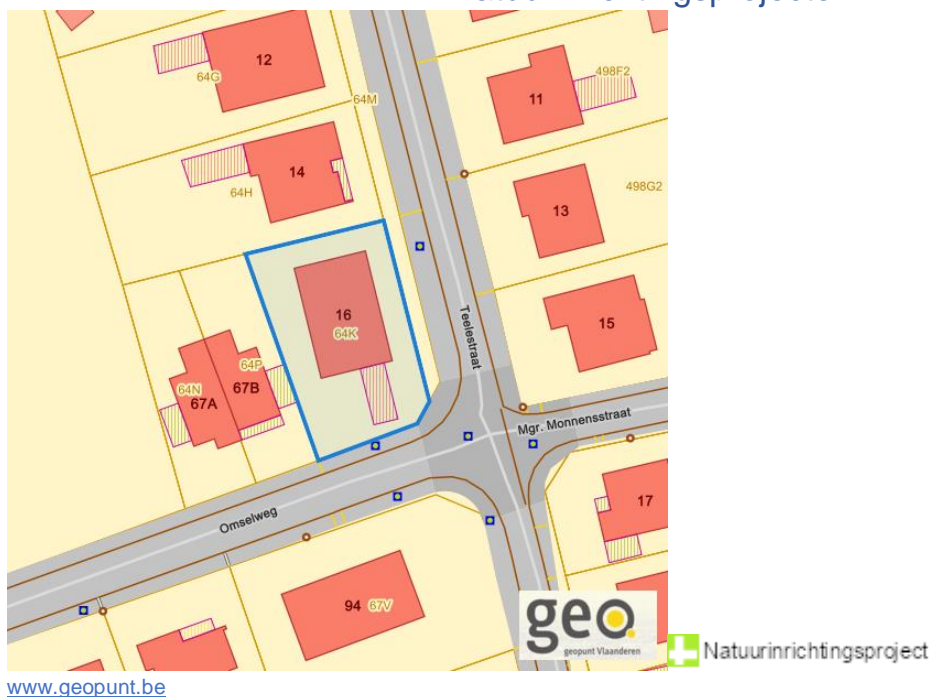 12
64G
64M
11
498F2
14
64H
13
498G2
16
64K
Teelestraat
15
64P
67B
64N
67A
Mgr. Monnensstraat
Omselweg
17
94 67V
geo
geopunt Vlaanderen
Natuurinrichtingsproject
www.geopunt.be